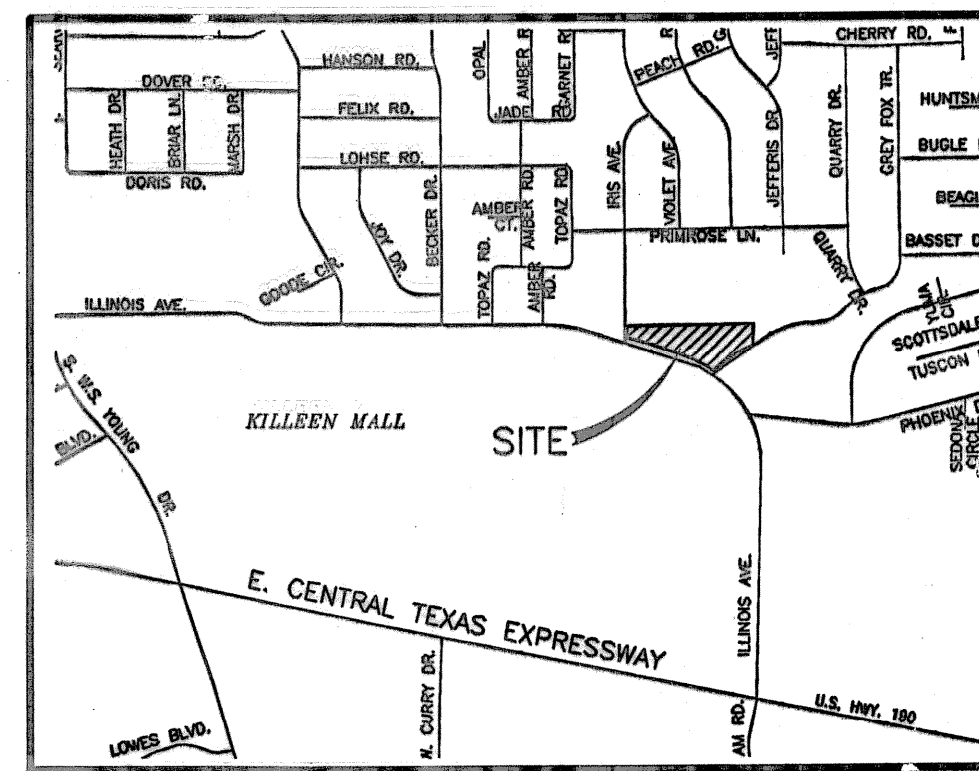 CHERRY RD.
HANSON RD.
OPAL
AMBER R
GARNET R
PEACH RD.
JEFF
DOVER
HEATH DR.
BRIAR LN.
MARSH DR.
FELIX RD.
JADE RD.
QUARRY DR.
GREY FOX TR.
HUNTSM
BUGLE
LOHSE RD.
DORIS RD.
BECKER DR.
JOY DR.
AMBER CT.
AMBER RD.
TOPAZ RD.
IRIS AVE.
VIOLET AVE.
JEFFERIS DR
BEAGL
PRIMROSE LN.
BASSET D
GOODE CIR.
TOPAZ RD.
AMBER RD.
QUARRY DR.
YUMA CIR.
ILLINOIS AVE.
SCOTTSDALE
TUSCON
S. W.S. YOUNG DR.
BLVD.
KILLEEN MALL
SITE
PHOENIX D
SEDONA CIRCLE
E. CENTRAL TEXAS EXPRESSWAY
ILLINOIS AVE.
N. CURRY DR.
U.S. HWY. 190
AM RD.
LOWES BLVD.